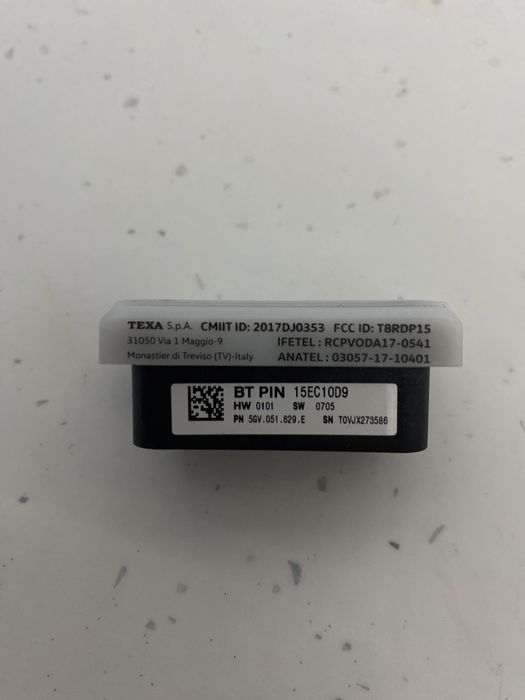 TEXA S.p.A. CMIIT ID: 2017DJ0353 FCC ID: T8RDP15
31050 Via 1 Maggio-9 IFETEL: RCPVODA17-0541
Monastier di Treviso (TV)-Italy ANATEL: 03057-17-10401
BT PIN 15EC10D9
HW 0101 SW 0705
PN 5GV.051.629.E SN T0VJX273586